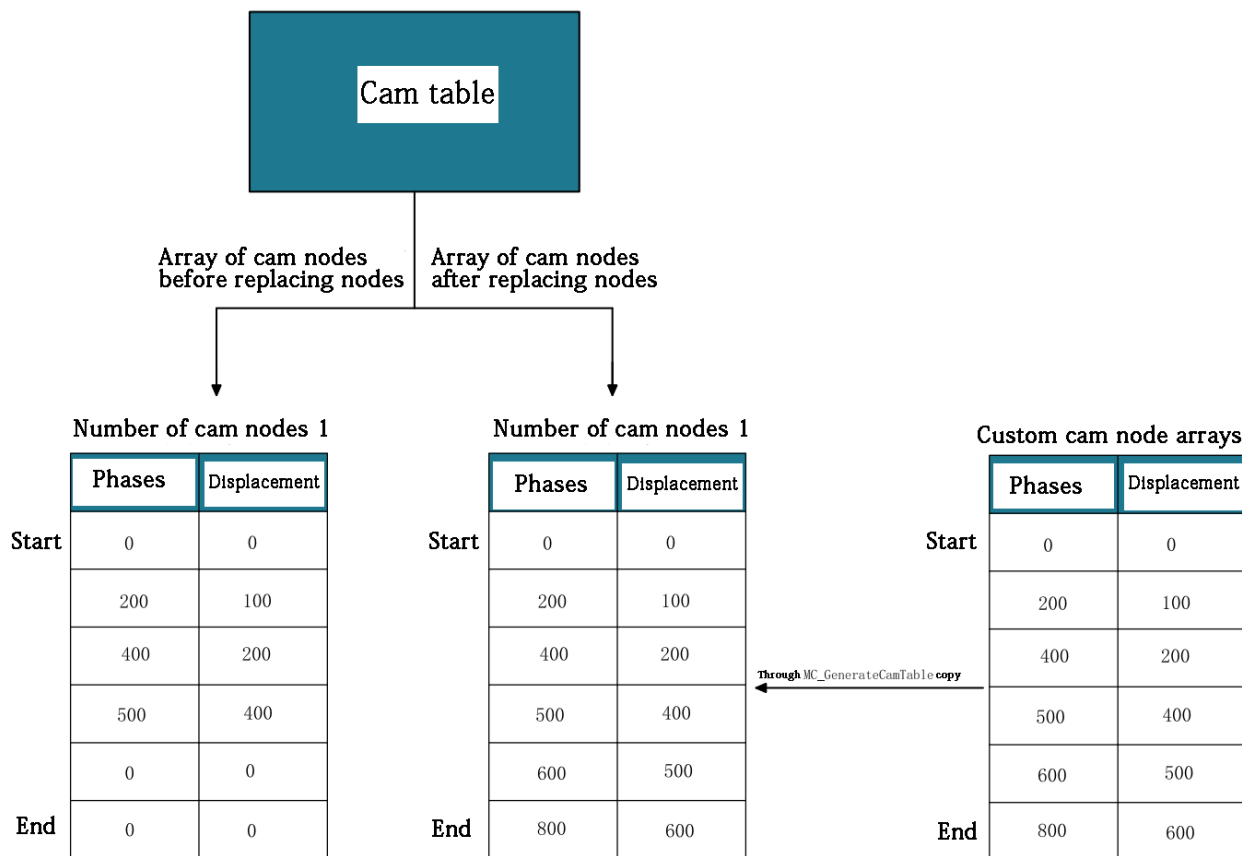 Cam table
Array of cam nodes
before replacing nodes
Array of cam nodes
after replacing nodes
Number of cam nodes 1
Phases Displacement
Start 0 0
200 100
400 200
500 400
0 0
End 0 0
Number of cam nodes 1
Phases Displacement
Start 0 0
200 100
400 200
500 400
600 500
End 800 600
Through MC_GenerateCamTable copy
Custom cam node arrays
Phases Displacement
Start 0 0
200 100
400 200
500 400
600 500
End 800 600